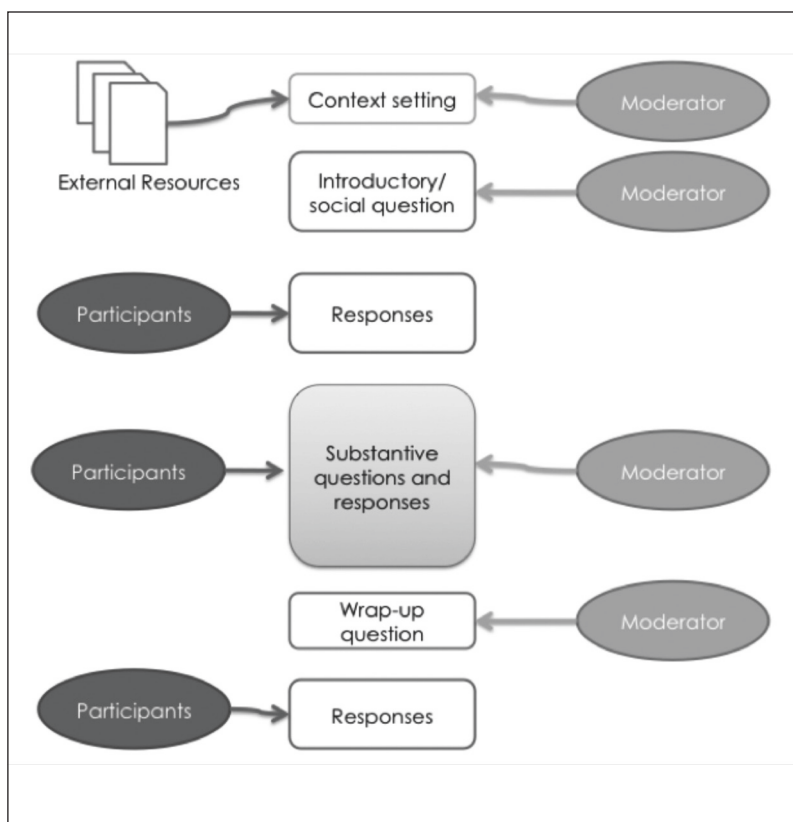 Context setting
Moderator
External Resources
Introductory/
social question
Moderator
Participants
Responses
Participants
Substantive
questions and
responses
Moderator
Wrap-up
question
Moderator
Participants
Responses